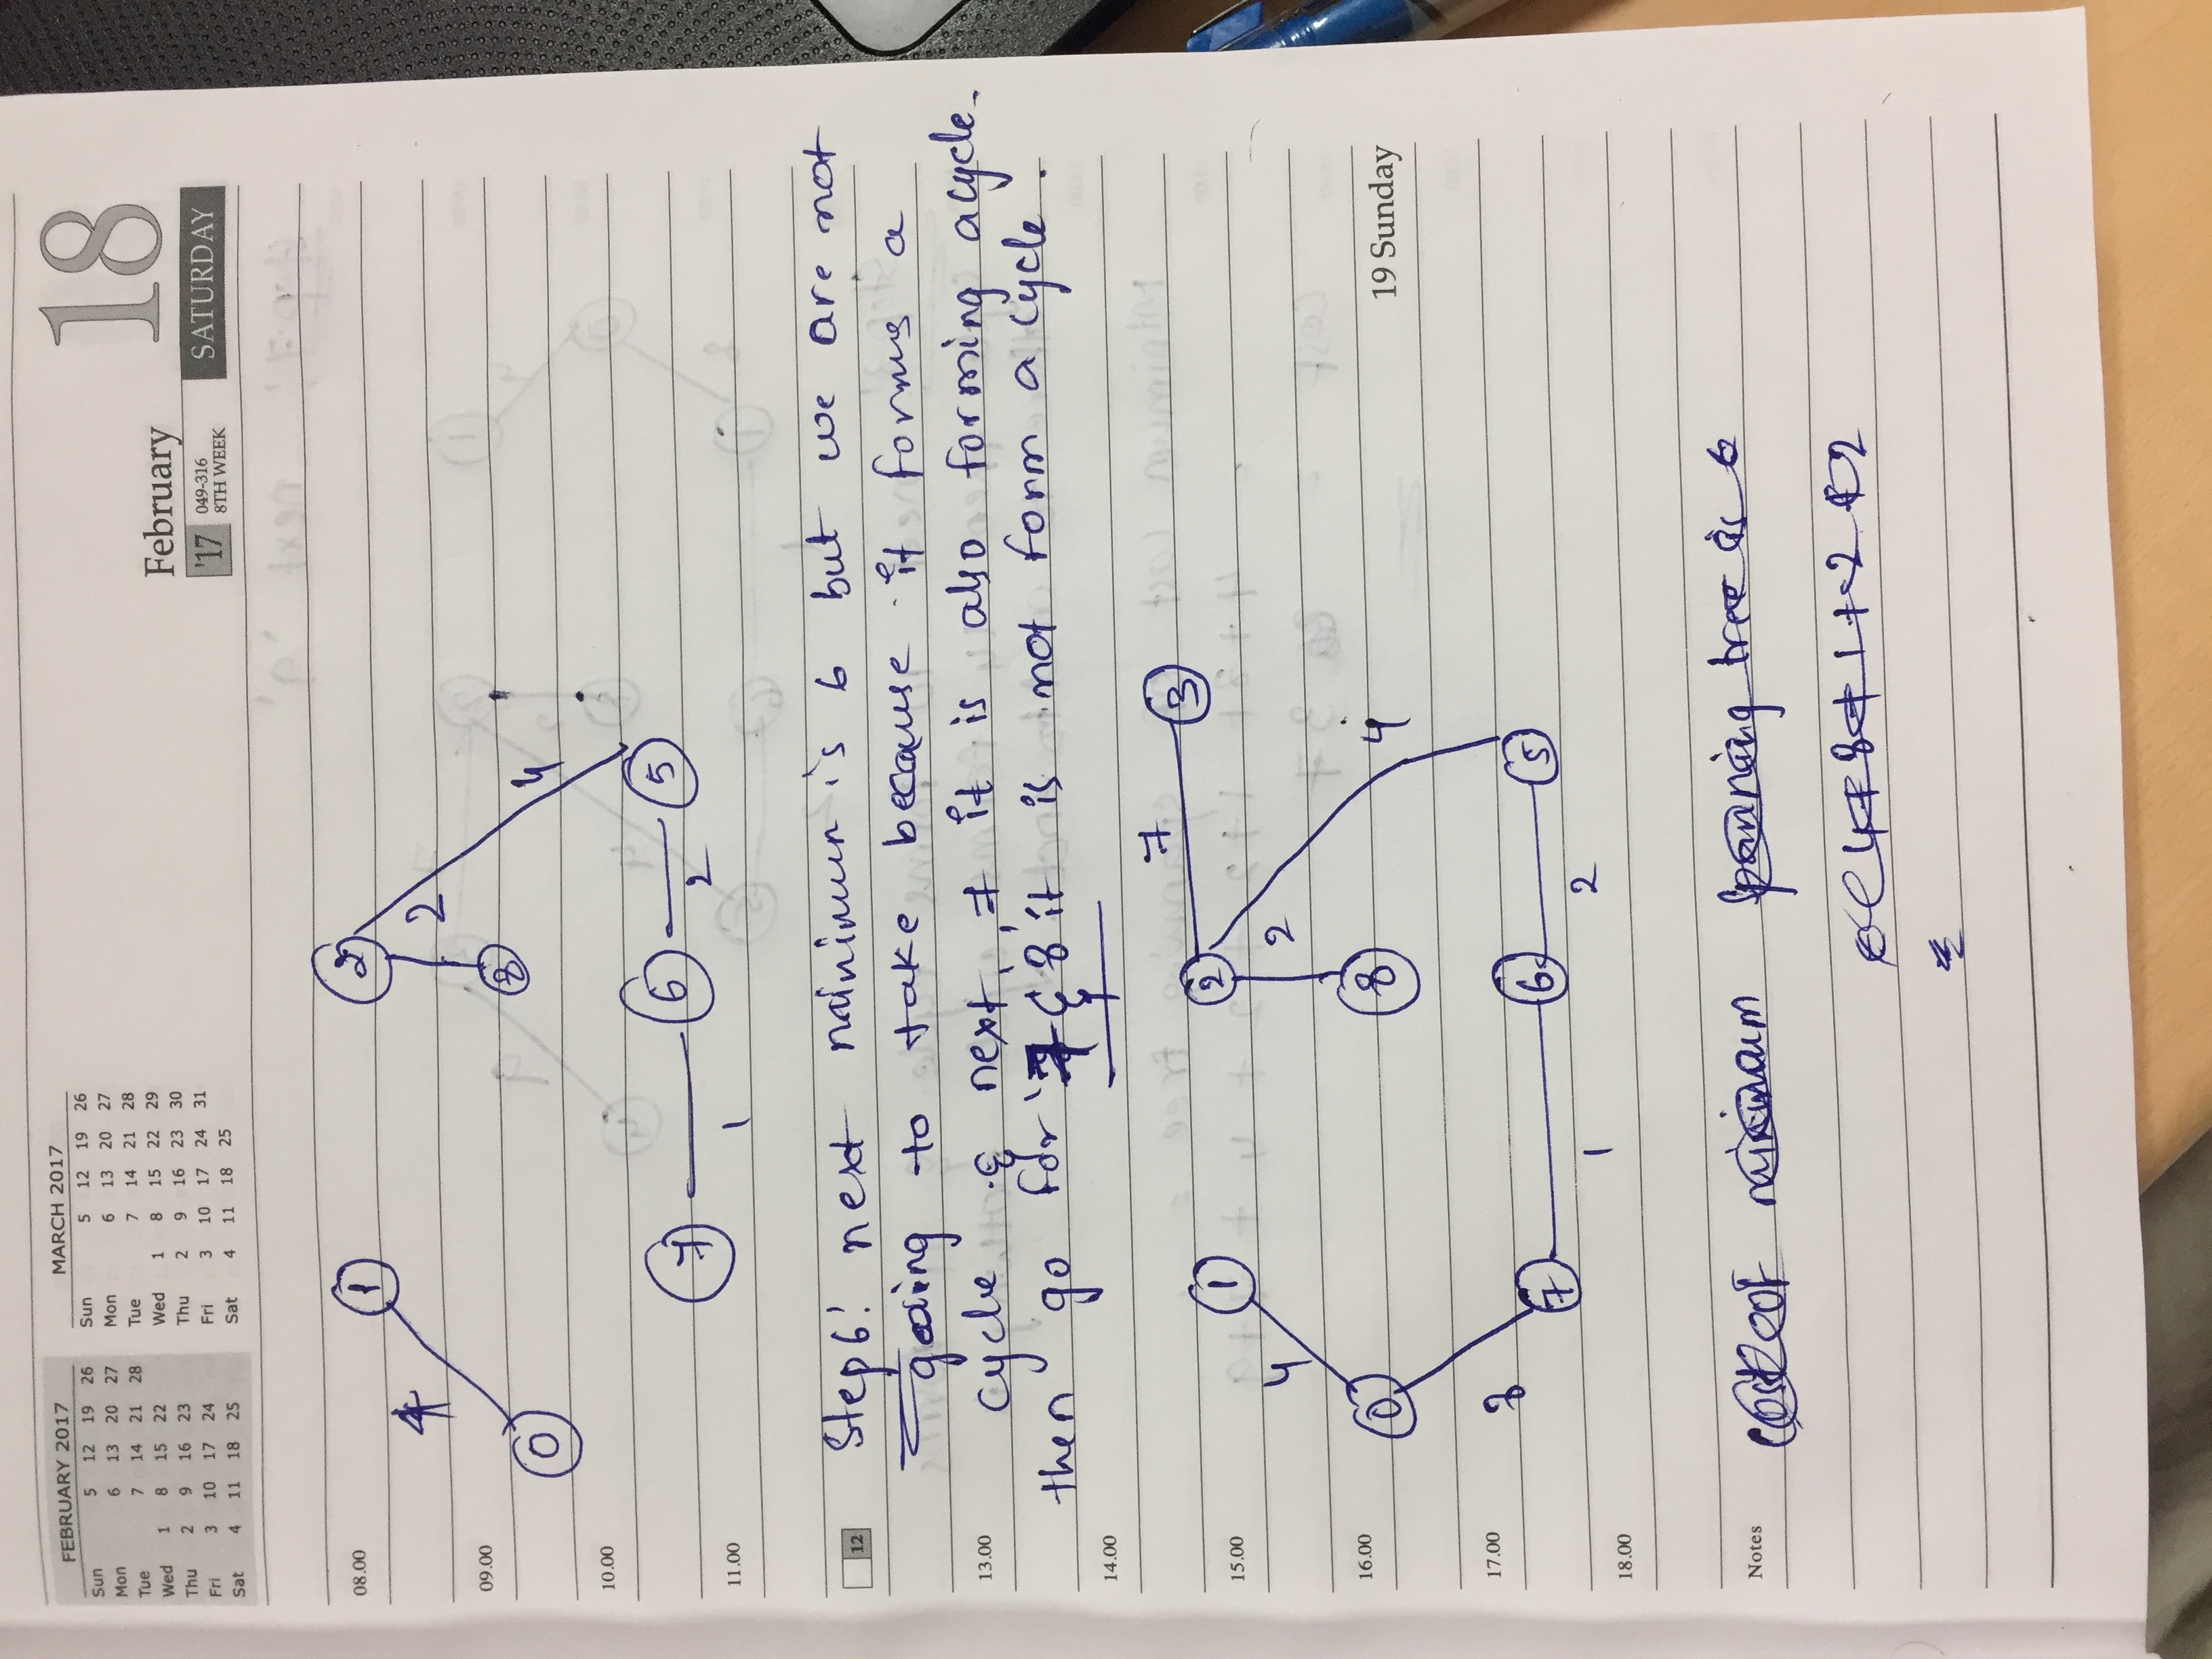 FEBRUARY 2017
Sun 5 12 19 26
Mon 6 13 20 27
Tue 7 14 21 28
Wed 1 8 15 22
Thu 2 9 16 23
Fri 3 10 17 24
Sat 4 11 18 25
MARCH 2017
Sun 5 12 19 26
Mon 6 13 20 27
Tue 7 14 21 28
Wed 1 8 15 22 29
Thu 2 9 16 23 30
Fri 3 10 17 24 31
Sat 4 11 18 25
18
February
'17 049-316
8TH WEEK
SATURDAY
08.00
1 2
4 2
09.00
8
0 4
10.00
7 6 5
1 2
11.00
12
Step 6: next minimum is 6 but we are not
going to take because it forms a
cycle & next, 7 it is also forming a cycle.
13.00
then go for 7 & 8 it is not form a cycle.
14.00
7
2 3
1
15.00
4 2
16.00
0 8 4
19 Sunday
17.00
8
7 6 5
1 2
18.00
Notes
cost of minimum spanning tree is 6
4+8+1+2+2